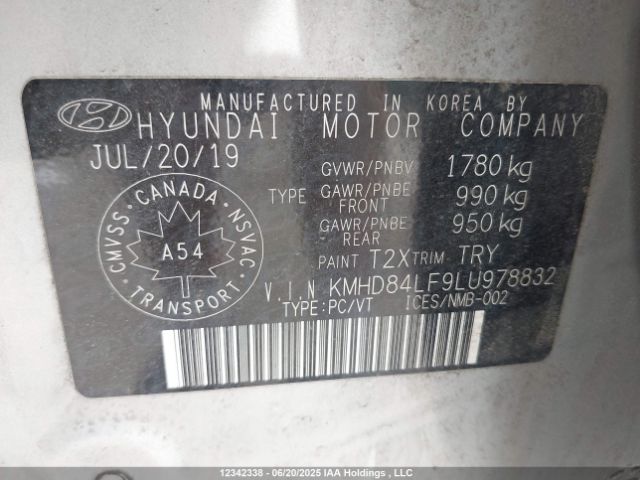 MANUFACTURED IN KOREA BY
HYUNDAI MOTOR COMPANY
JUL/20/19
GVWR/PNBV 1780 kg
TYPE GAWR/PNBE FRONT 990 kg
GAWR/PNBE REAR 950 kg
PAINT T2X TRIM TRY
V.I.N KMHD84LF9LU978832
TYPE:PC/VT ICES/NMB-002
CANADA
CMVSS NSVAC
A54
TRANSPORT
12342338 - 06/20/2025 IAA Holdings , LLC